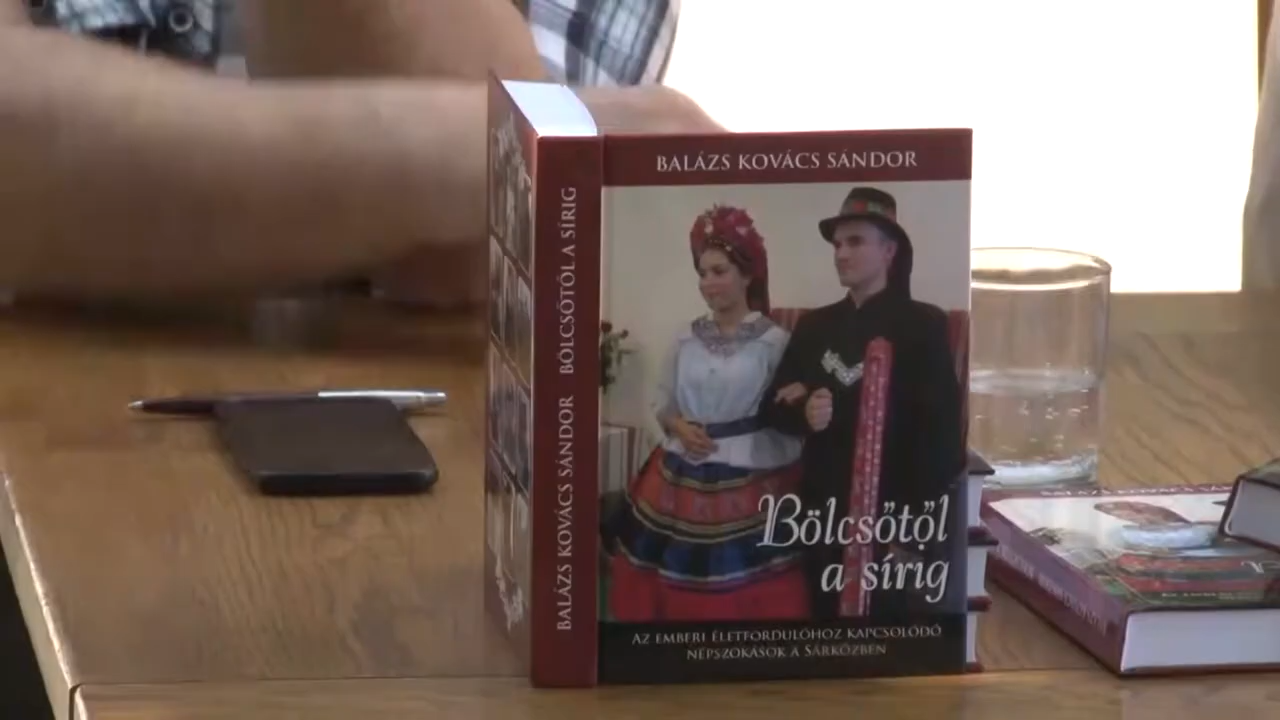 BALÁZS KOVÁCS SÁNDOR BÖLCSŐTŐL A SÍRIG
BALÁZS KOVÁCS SÁNDOR
Bölcsőtől
a sírig
AZ EMBERI ÉLETFORDULÓHOZ KAPCSOLÓDÓ
NÉPSZOKÁSOK A SÁRKÖZBEN